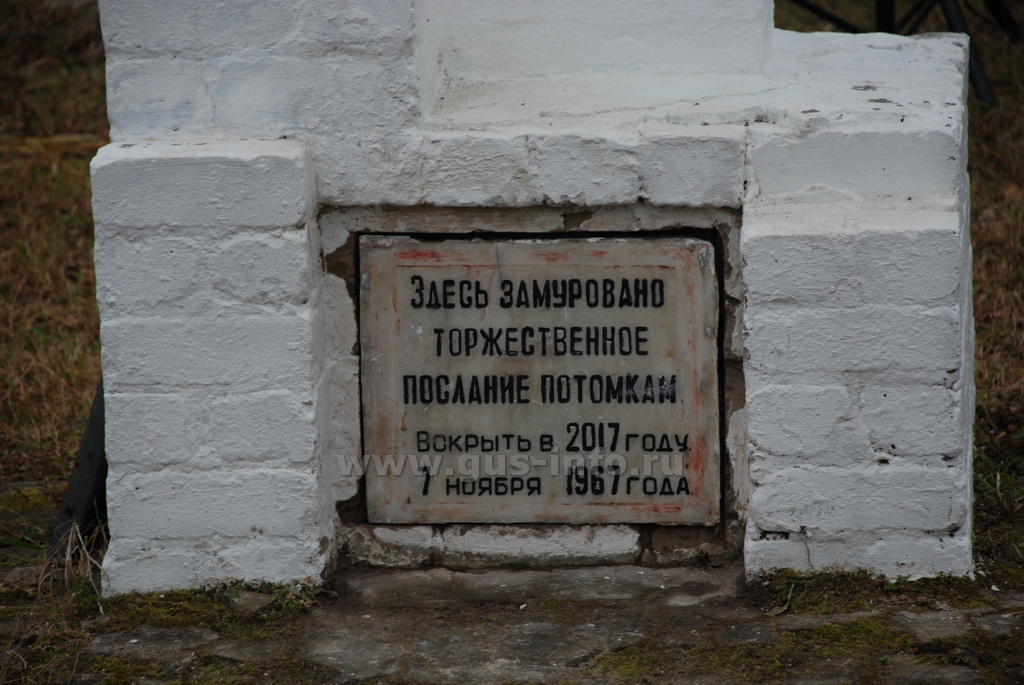 Здесь замуровано
торжественное
послание потомкам
Вскрыть в 2017 году.
www.gus-info.ru
7 ноября 1967 года.